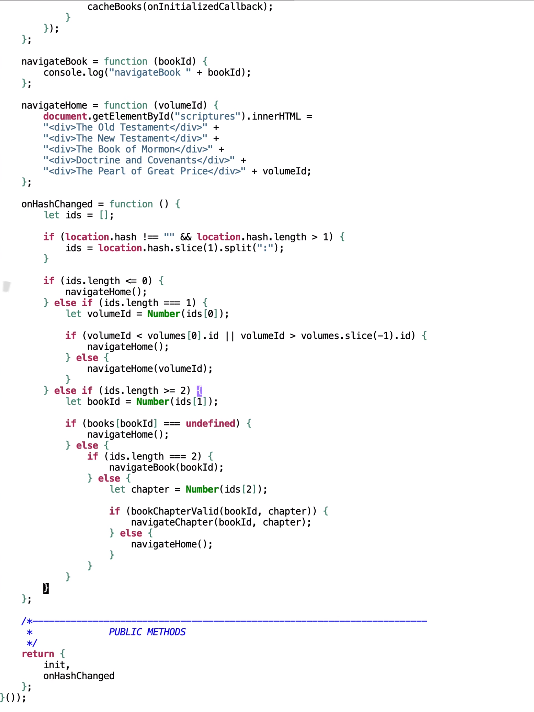 cacheBooks(onInitializedCallback);
        }
    });
};

navigateBook = function (bookId) {
    console.log("navigateBook " + bookId);
};

navigateHome = function (volumeId) {
    document.getElementById("scriptures").innerHTML =
    "<div>The Old Testament</div>" +
    "<div>The New Testament</div>" +
    "<div>The Book of Mormon</div>" +
    "<div>Doctrine and Covenants</div>" +
    "<div>The Pearl of Great Price</div>" + volumeId;
};

onHashChanged = function () {
    let ids = [];

    if (location.hash !== "" && location.hash.length > 1) {
        ids = location.hash.slice(1).split(":");
    }

    if (ids.length <= 0) {
        navigateHome();
    } else if (ids.length === 1) {
        let volumeId = Number(ids[0]);

        if (volumeId < volumes[0].id || volumeId > volumes.slice(-1).id) {
            navigateHome();
        } else {
            navigateHome(volumeId);
        }
    } else if (ids.length >= 2) {
        let bookId = Number(ids[1]);

        if (books[bookId] === undefined) {
            navigateHome();
        } else {
            if (ids.length === 2) {
                navigateBook(bookId);
            } else {
                let chapter = Number(ids[2]);

                if (bookChapterValid(bookId, chapter)) {
                    navigateChapter(bookId, chapter);
                } else {
                    navigateHome();
                }
            }
        }
    }
};

/*------------------------------------------------------------------------
 *              PUBLIC METHODS
 */
return {
    init,
    onHashChanged
};
}());